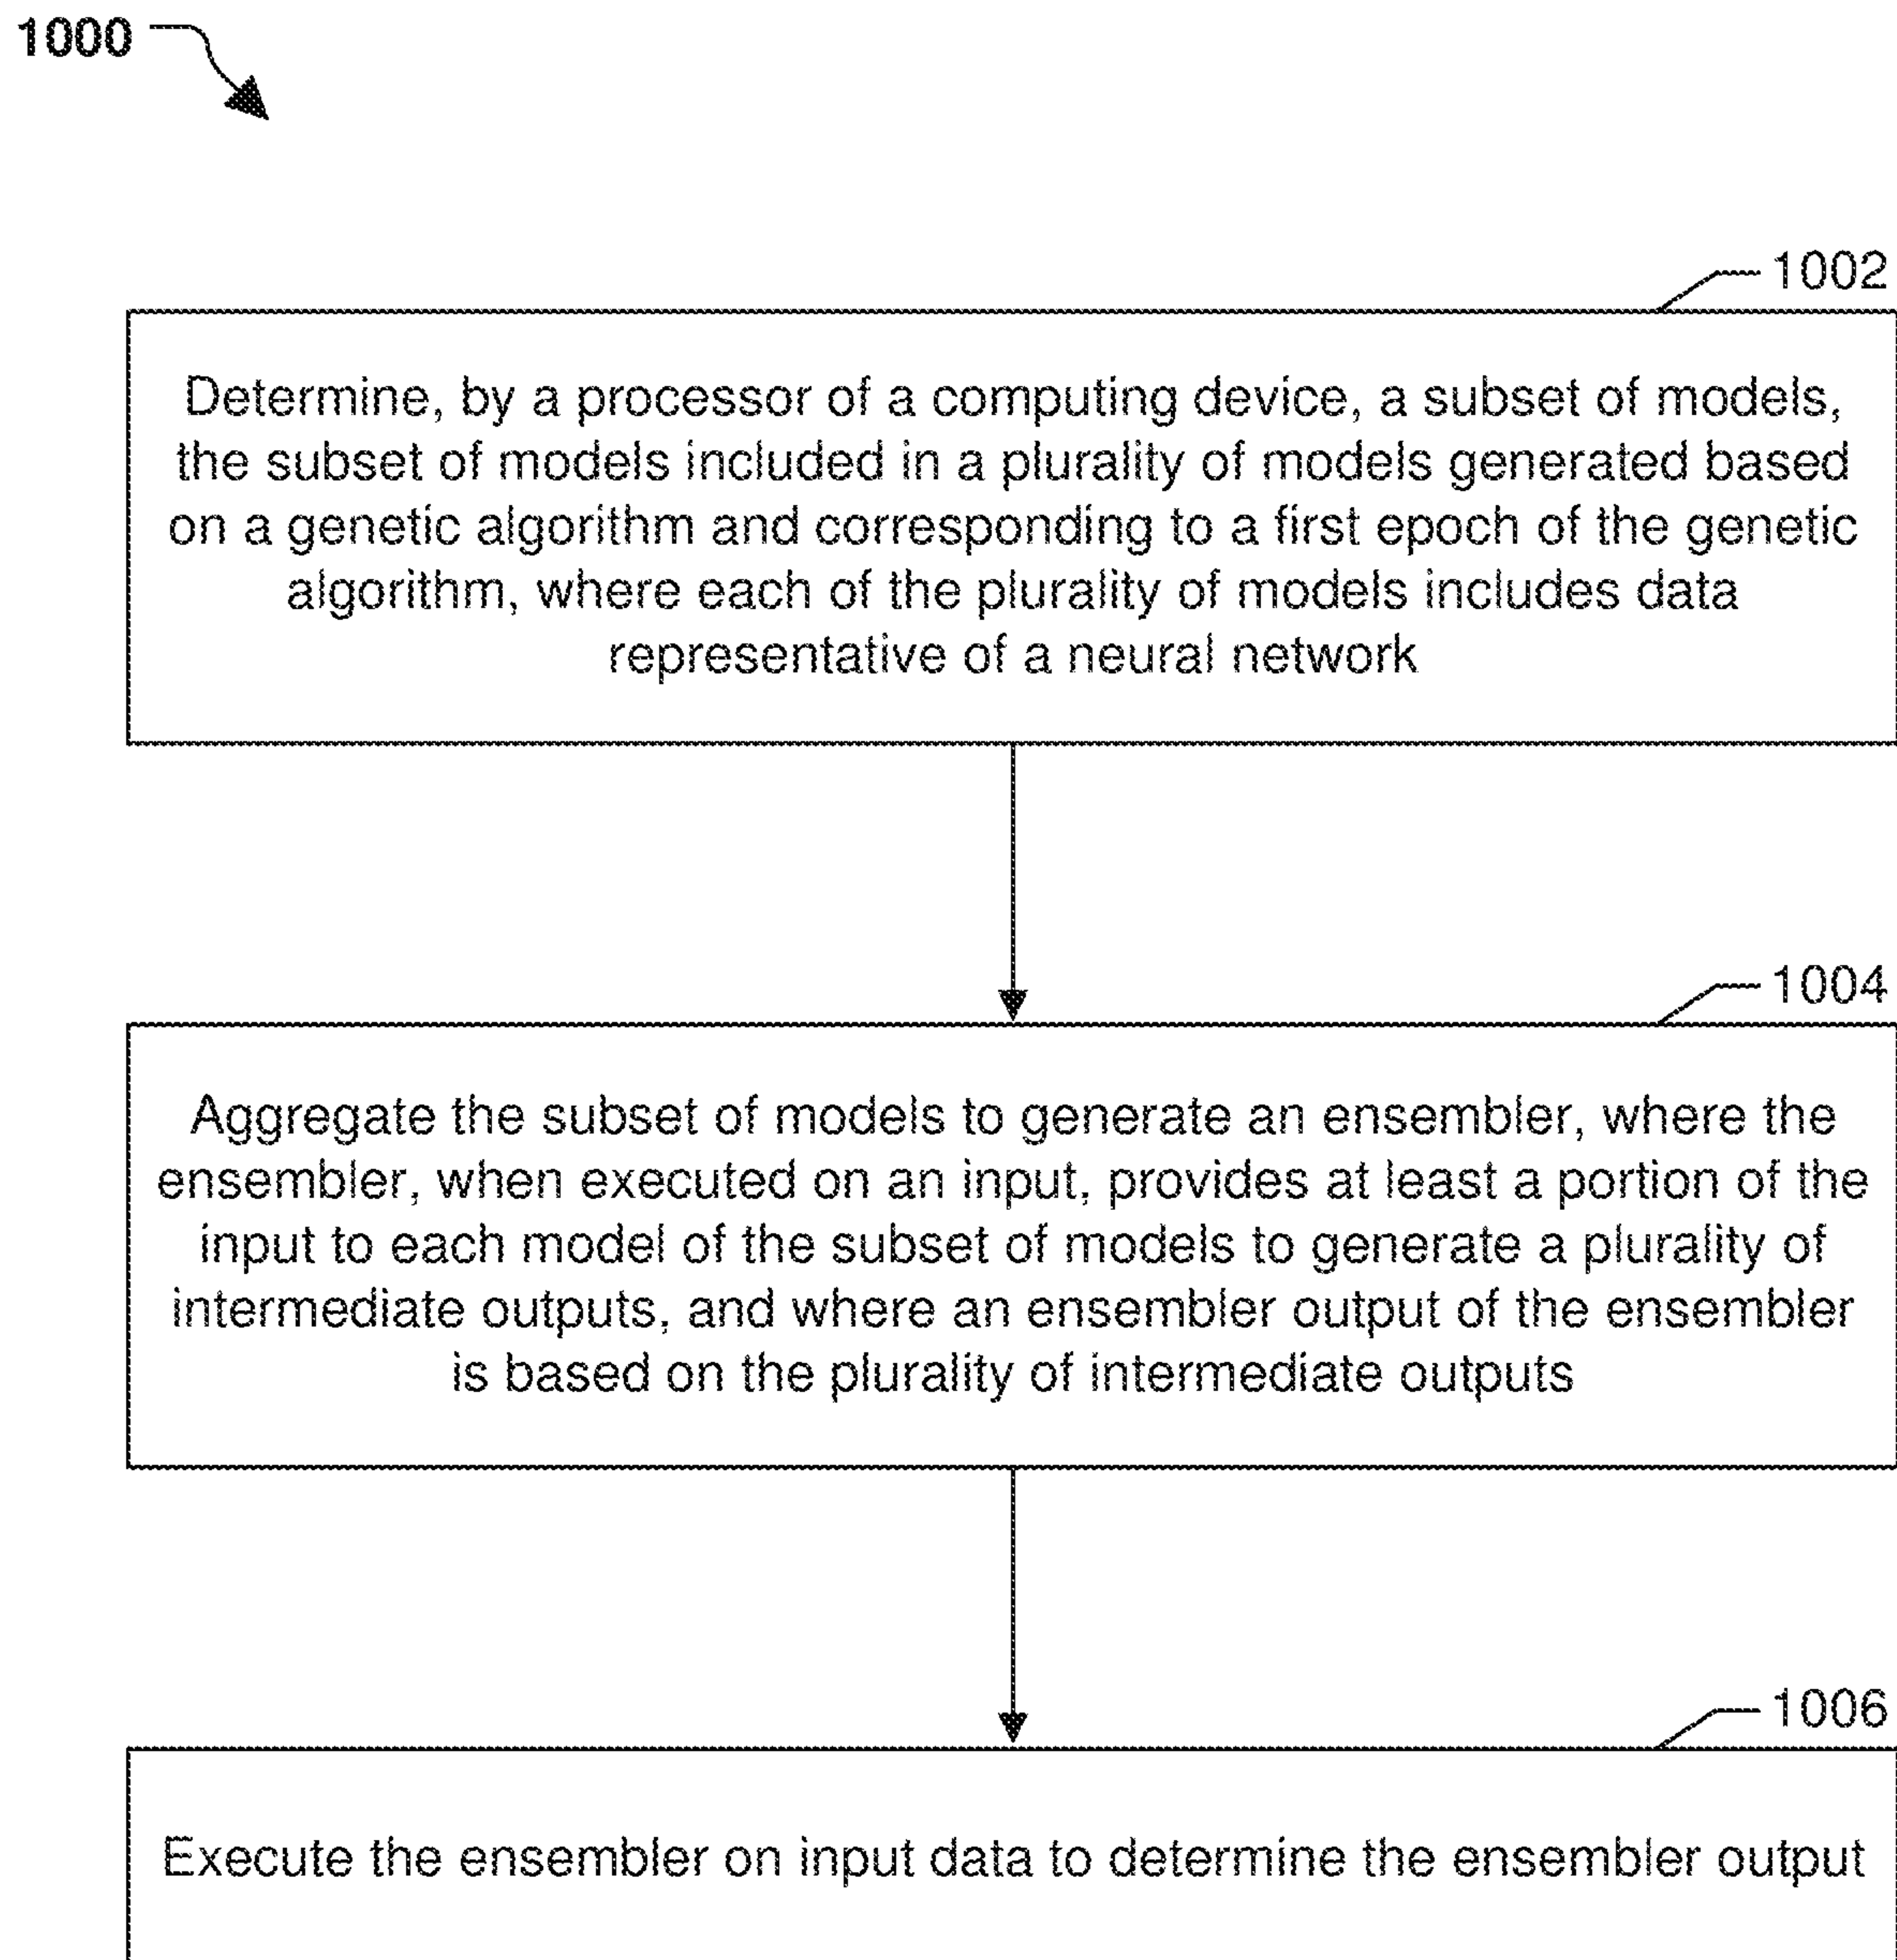 1000
1002
Determine, by a processor of a computing device, a subset of models,
the subset of models included in a plurality of models generated based
on a genetic algorithm and corresponding to a first epoch of the genetic
algorithm, where each of the plurality of models includes data
representative of a neural network
1004
Aggregate the subset of models to generate an ensembler, where the
ensembler, when executed on an input, provides at least a portion of the
input to each model of the subset of models to generate a plurality of
intermediate outputs, and where an ensembler output of the ensembler
is based on the plurality of intermediate outputs
1006
Execute the ensembler on input data to determine the ensembler output